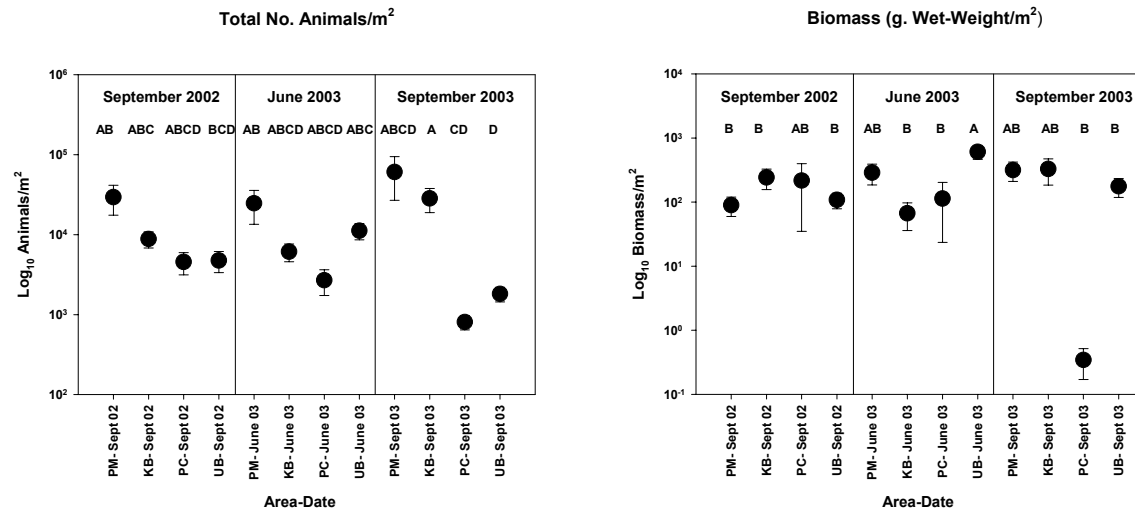 Total No. Animals/m²
Log₁₀ Animals/m²
10⁶
10⁵
10⁴
10³
10²
September 2002 June 2003 September 2003
AB ABC ABCD BCD AB ABCD ABCD ABC ABCD A CD D
PM- Sept 02
KB- Sept 02
PC- Sept 02
UB- Sept 02
PM- June 03
KB- June 03
PC- June 03
UB- June 03
PM- Sept 03
KB- Sept 03
PC- Sept 03
UB- Sept 03
Area-Date
Biomass (g. Wet-Weight/m²)
Log₁₀ Biomass/m²
10⁴
10³
10²
10¹
10⁰
10⁻¹
September 2002 June 2003 September 2003
B B AB B AB B B A AB AB B B
PM- Sept 02
KB- Sept 02
PC- Sept 02
UB- Sept 02
PM- June 03
KB- June 03
PC- June 03
UB- June 03
PM- Sept 03
KB- Sept 03
PC- Sept 03
UB- Sept 03
Area-Date